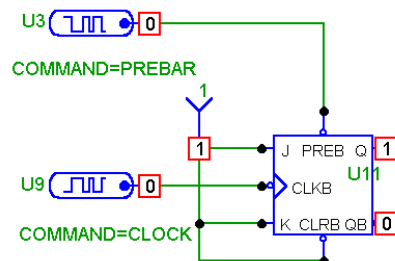 U3 0
COMMAND=PREBAR
1
1 J PREB Q 1
U11
U9 0 CLKB
K CLRB QB 0
COMMAND=CLOCK